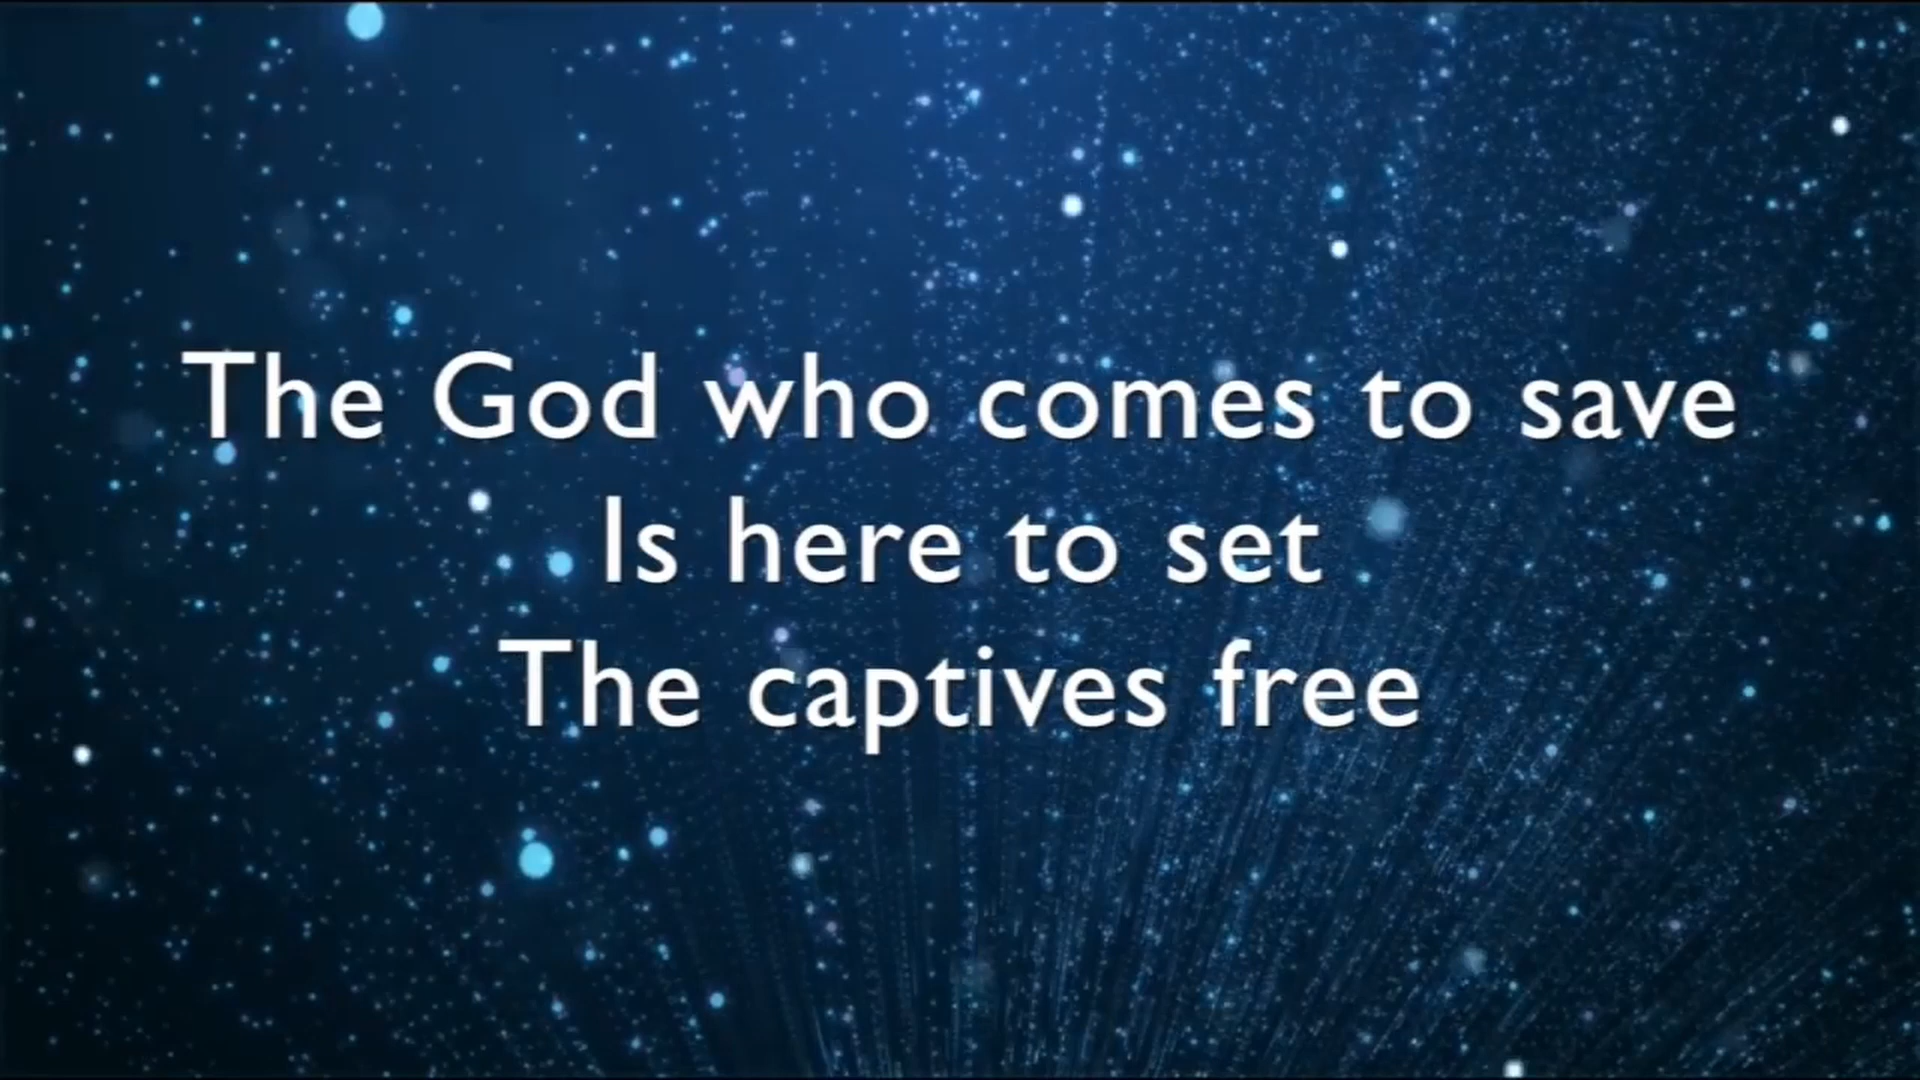 The God who comes to save
Is here to set
The captives free